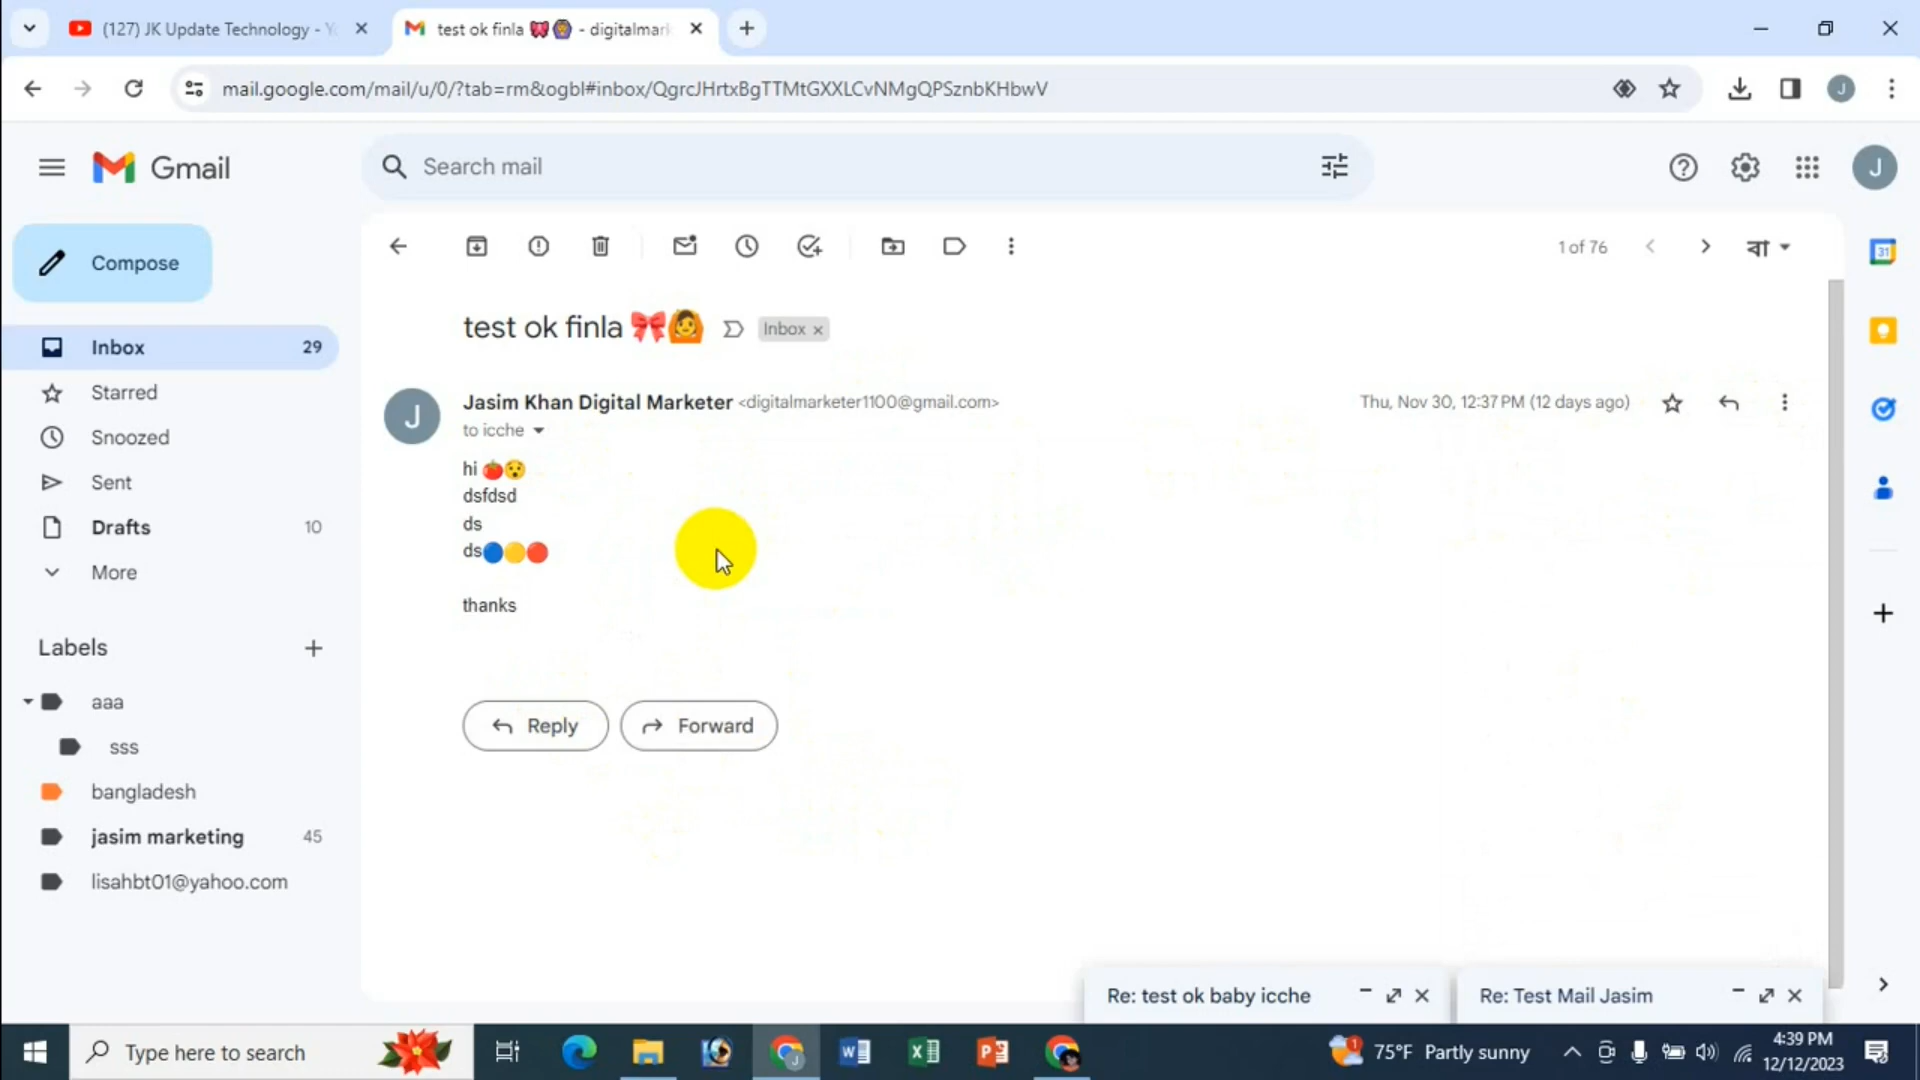 (127) JK Update Technology - Y
test ok finla 🎀🙆 - digitalmark
mail.google.com/mail/u/0/?tab=rm&ogbl#inbox/QgrcJHrtxBgTTMtGXXLCvNMgQPSznbKHbwV
J
Gmail
Search mail
J
Compose
1 of 76
বা
31
test ok finla 🎀🙆
Inbox ×
Inbox 29
Starred
Snoozed
Sent
Drafts 10
More
J
Jasim Khan Digital Marketer <digitalmarketer1100@gmail.com>
Thu, Nov 30, 12:37 PM (12 days ago)
to icche
hi 🍅😯
dsfdsd
ds
ds🔵🟡🔴
thanks
Reply
Forward
Labels
aaa
sss
bangladesh
jasim marketing 45
lisahbt01@yahoo.com
Re: test ok baby icche
Re: Test Mail Jasim
Type here to search
1
75°F Partly sunny
4:39 PM
12/12/2023